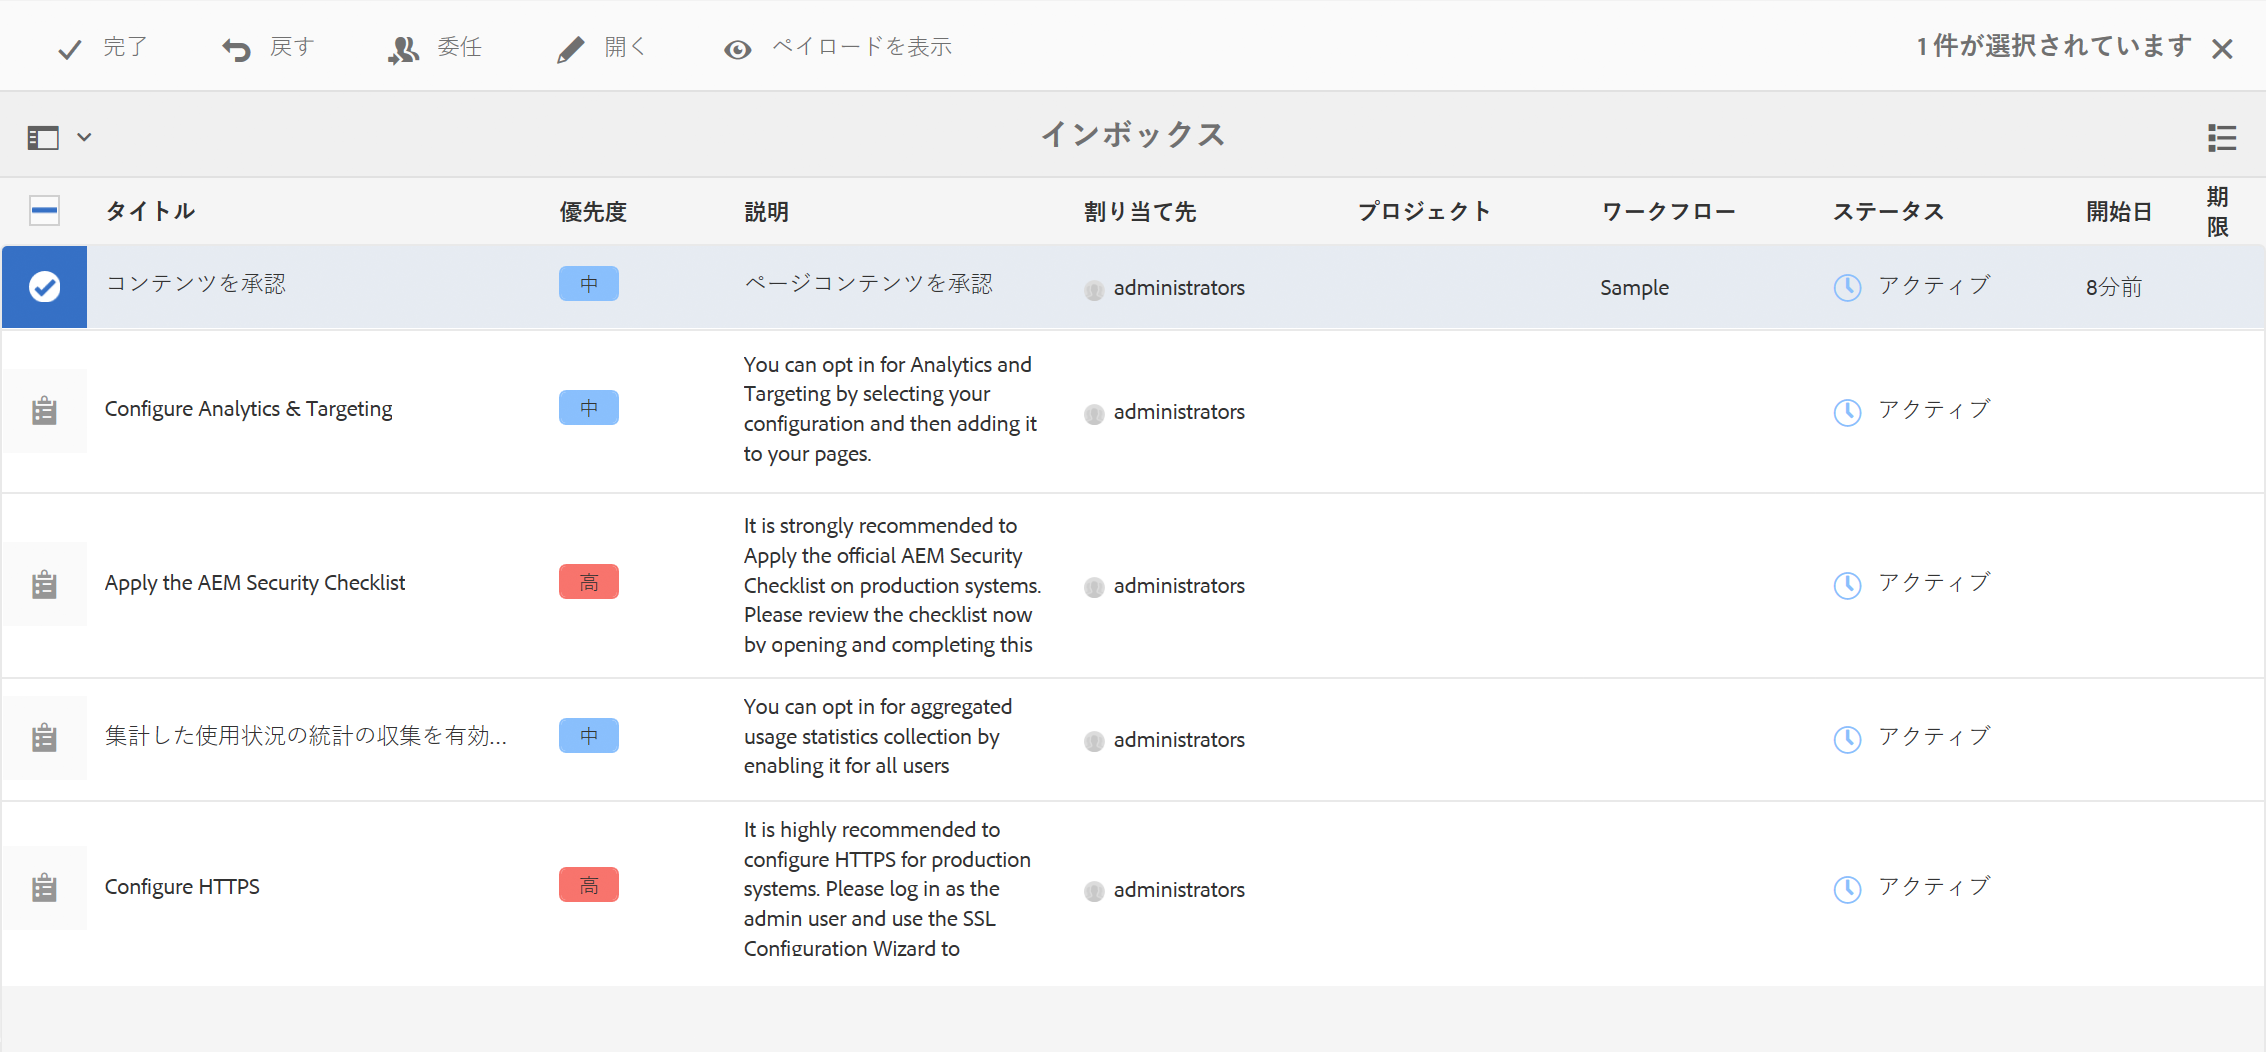 完了 戻す 委任 開く ペイロードを表示 1 件が選択されています
インボックス
タイトル 優先度 説明 割り当て先 プロジェクト ワークフロー ステータス 開始日 期
限
コンテンツを承認 中 ページコンテンツを承認 administrators Sample アクティブ 8分前
Configure Analytics & Targeting 中 You can opt in for Analytics and
Targeting by selecting your
configuration and then adding it
to your pages.
administrators アクティブ
Apply the AEM Security Checklist 高 It is strongly recommended to
Apply the official AEM Security
Checklist on production systems.
Please review the checklist now
by opening and completing this
administrators アクティブ
集計した使用状況の統計の収集を有効... 中 You can opt in for aggregated
usage statistics collection by
enabling it for all users
administrators アクティブ
Configure HTTPS 高 It is highly recommended to
configure HTTPS for production
systems. Please log in as the
admin user and use the SSL
Configuration Wizard to
administrators アクティブ